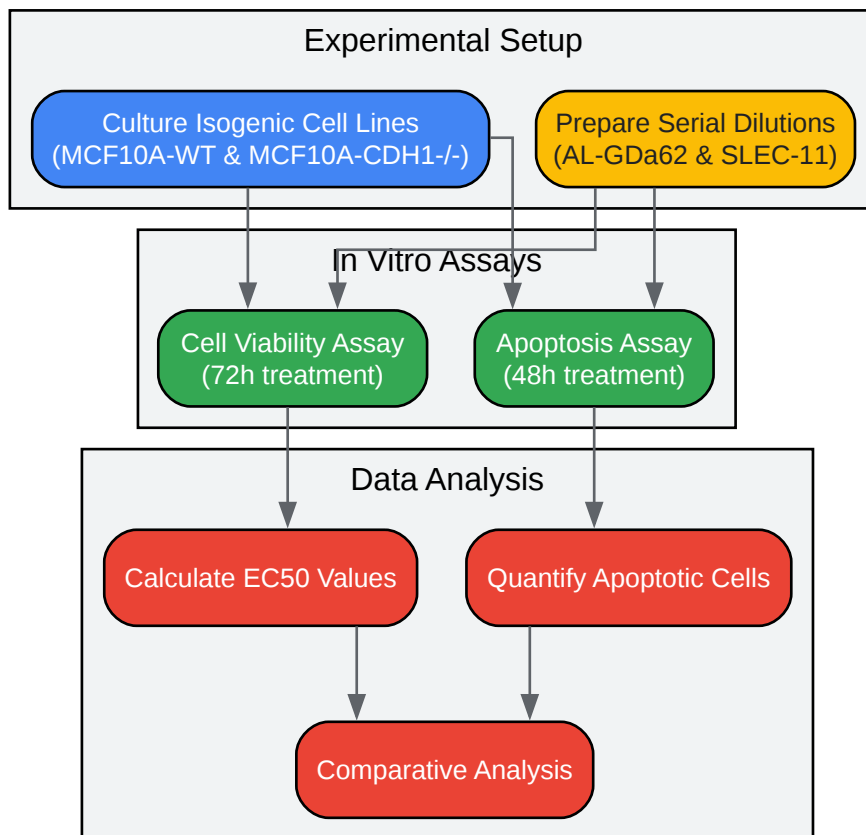 Experimental Setup
Culture Isogenic Cell Lines
(MCF10A-WT & MCF10A-CDH1-/-)
Prepare Serial Dilutions
(AL-GDa62 & SLEC-11)
In Vitro Assays
Cell Viability Assay
(72h treatment)
Apoptosis Assay
(48h treatment)
Data Analysis
Calculate EC50 Values
Quantify Apoptotic Cells
Comparative Analysis